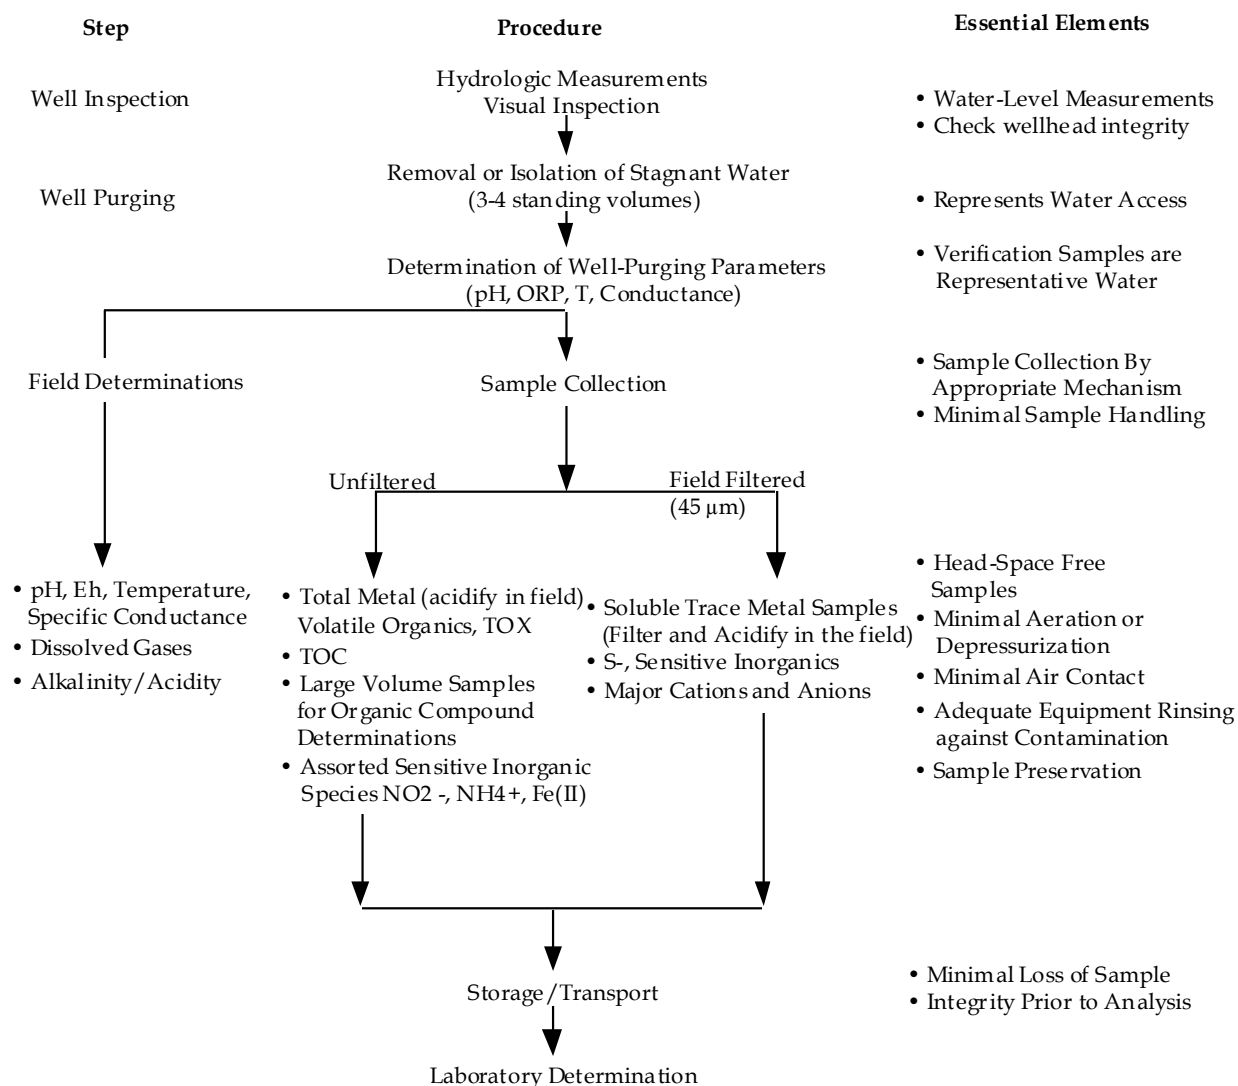 Step
Procedure
Essential Elements
Well Inspection
Hydrologic Measurements
Visual Inspection
• Water-Level Measurements
• Check wellhead integrity
Well Purging
Removal or Isolation of Stagnant Water
(3-4 standing volumes)
• Represents Water Access
Determination of Well-Purging Parameters
(pH, ORP, T, Conductance)
• Verification Samples are
Representative Water
Field Determinations
Sample Collection
• Sample Collection By
Appropriate Mechanism
• Minimal Sample Handling
Unfiltered
Field Filtered
(45 µm)
• pH, Eh, Temperature,
Specific Conductance
• Dissolved Gases
• Alkalinity/Acidity
• Total Metal (acidify in field)
Volatile Organics, TOX
• TOC
• Large Volume Samples
for Organic Compound
Determinations
• Assorted Sensitive Inorganic
Species NO2 -, NH4+, Fe(II)
• Soluble Trace Metal Samples
(Filter and Acidify in the field)
• S-, Sensitive Inorganics
• Major Cations and Anions
• Head-Space Free
Samples
• Minimal Aeration or
Depressurization
• Minimal Air Contact
• Adequate Equipment Rinsing
against Contamination
• Sample Preservation
Storage/Transport
• Minimal Loss of Sample
• Integrity Prior to Analysis
Laboratory Determination